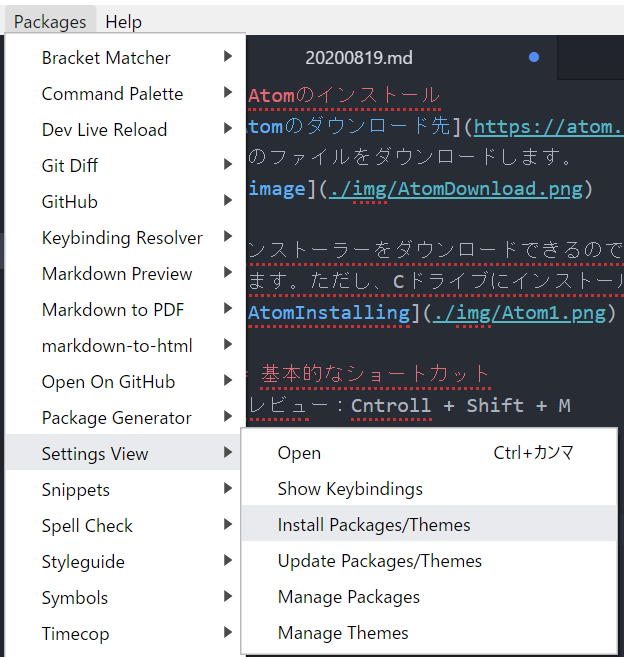 Packages Help
20200819.md
Bracket Matcher
Command Palette
Dev Live Reload
Git Diff
GitHub
Keybinding Resolver
Markdown Preview
Markdown to PDF
markdown-to-html
Open On GitHub
Package Generator
Settings View
Snippets
Spell Check
Styleguide
Symbols
Timecop
Atomのインストール
Atomのダウンロード先](https://atom.
のファイルをダウンロードします。
image](./img/AtomDownload.png)
ンストーラーをダウンロードできるので
ます。ただし、Cドライブにインストール
AtomInstalling](./img/Atom1.png)
基本的なショートカット
レビュー：Cntroll + Shift + M
Open Ctrl+カンマ
Show Keybindings
Install Packages/Themes
Update Packages/Themes
Manage Packages
Manage Themes